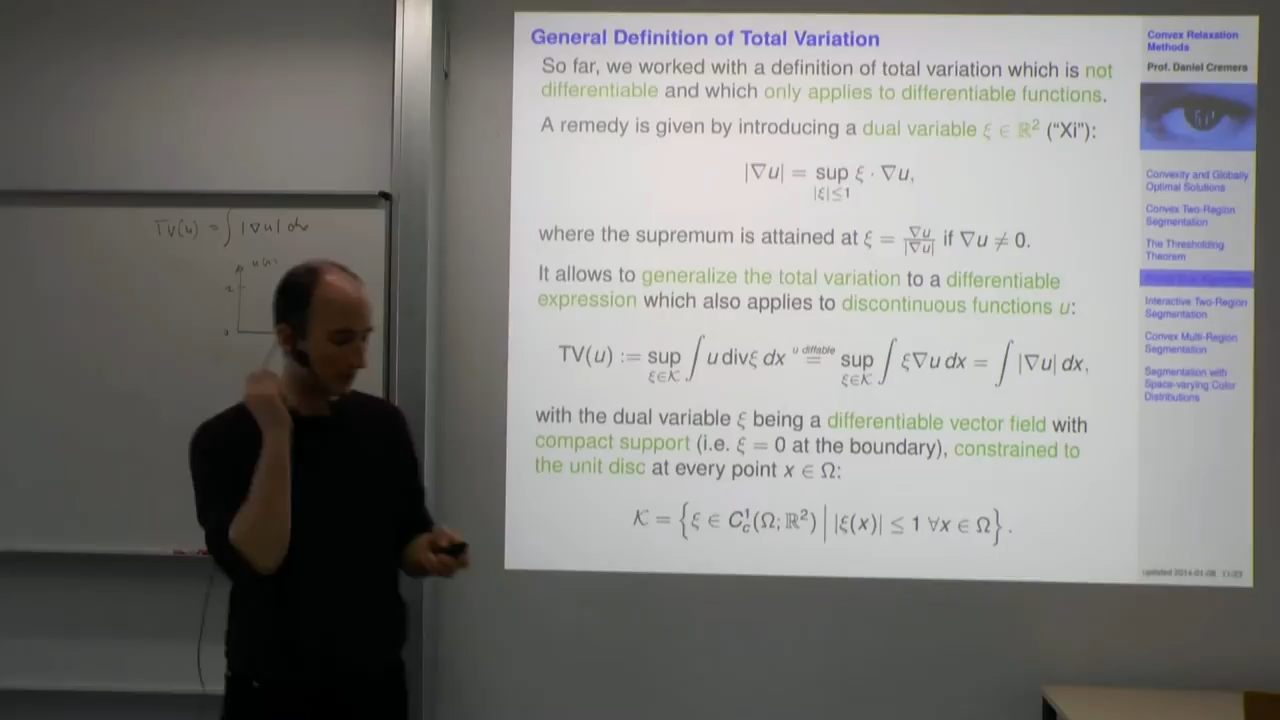 General Definition of Total Variation
So far, we worked with a definition of total variation which is not
differentiable and which only applies to differentiable functions.
A remedy is given by introducing a dual variable ξ ∈ ℝ² (“Xi”):
|∇u| = sup ξ · ∇u,
|ξ|≤1
where the supremum is attained at ξ = ∇u/|∇u| if ∇u ≠ 0.
It allows to generalize the total variation to a differentiable
expression which also applies to discontinuous functions u:
TV(u) := sup ∫ u divξ dx = sup ∫ ξ∇u dx = ∫ |∇u| dx,
u diffable
ξ∈K ξ∈K
with the dual variable ξ being a differentiable vector field with
compact support (i.e. ξ = 0 at the boundary), constrained to
the unit disc at every point x ∈ Ω:
K = {ξ ∈ C¹c(Ω; ℝ²) | |ξ(x)| ≤ 1 ∀x ∈ Ω}.
Convex Relaxation
Methods
Prof. Daniel Cremers
Convexity and Globally
Optimal Solutions
Convex Two-Region
Segmentation
The Thresholding
Theorem
Interactive Two-Region
Segmentation
Convex Multi-Region
Segmentation
Segmentation with
Space-varying Color
Distributions
TV(u) = ∫ |∇u| dx
u(x)